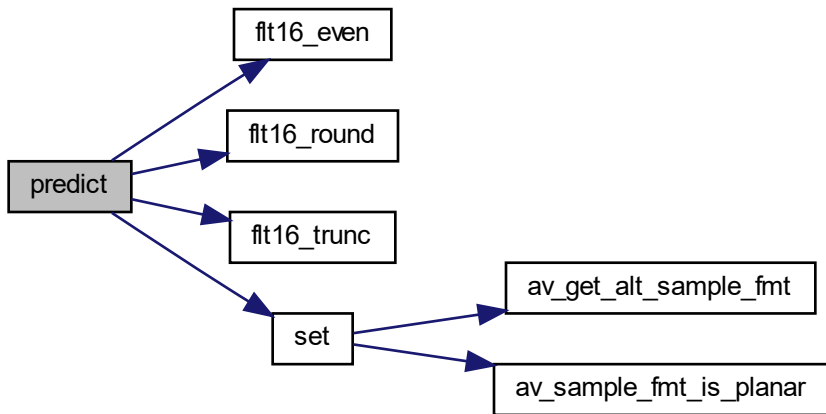 flt16_even
flt16_round
predict
flt16_trunc
av_get_alt_sample_fmt
set
av_sample_fmt_is_planar